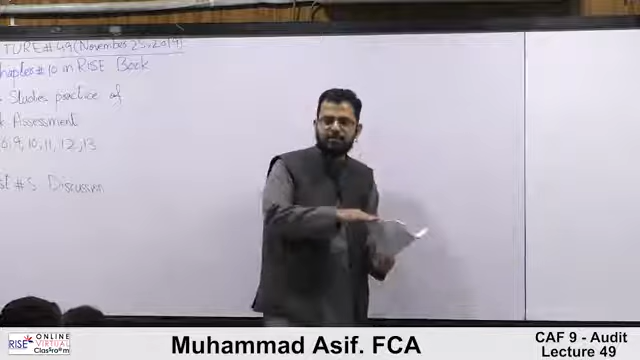 TURE#49(November 25,2019)
hapter#10 in RISE Book
Studies practice of
k Assessment
6,9, 10, 11, 12, 13
st #5 Discussion
RISE ONLINE
VIRTUAL
Classroom
Muhammad Asif. FCA
CAF 9 - Audit
Lecture 49